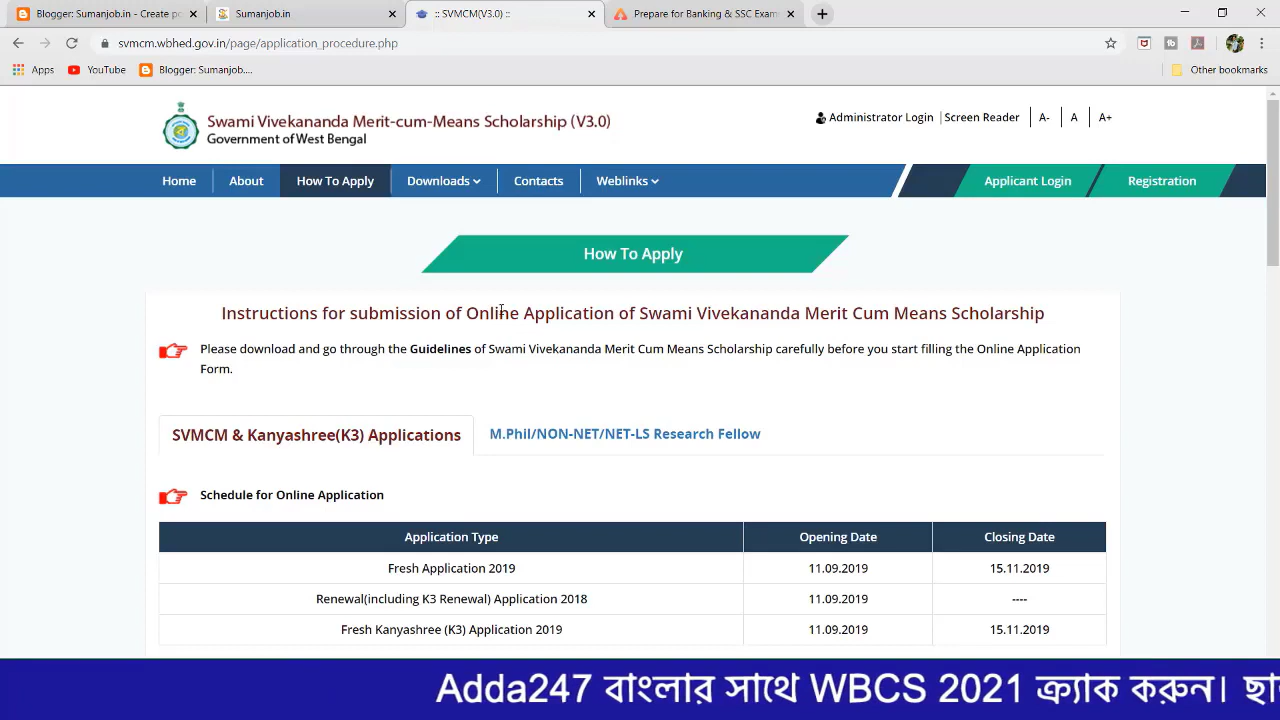 Blogger: Sumanjob.in - Create po
Sumanjob.in
:: SVMCM(V3.0) ::
Prepare for Banking & SSC Exam
svmcm.wbhed.gov.in/page/application_procedure.php
Apps
YouTube
Blogger: Sumanjob....
Other bookmarks
Swami Vivekananda Merit-cum-Means Scholarship (V3.0)
Government of West Bengal
Administrator Login |Screen Reader | A- | A | A+
Home
About
How To Apply
Downloads
Contacts
Weblinks
Applicant Login
Registration
How To Apply
Instructions for submission of Online Application of Swami Vivekananda Merit Cum Means Scholarship
Please download and go through the Guidelines of Swami Vivekananda Merit Cum Means Scholarship carefully before you start filling the Online Application
Form.
SVMCM & Kanyashree(K3) Applications
M.Phil/NON-NET/NET-LS Research Fellow
Schedule for Online Application
Application Type Opening Date Closing Date
Fresh Application 2019 11.09.2019 15.11.2019
Renewal(including K3 Renewal) Application 2018 11.09.2019 ----
Fresh Kanyashree (K3) Application 2019 11.09.2019 15.11.2019
Adda247 বাংলার সাথে WBCS 2021 ক্র্যাক করুন। ছা